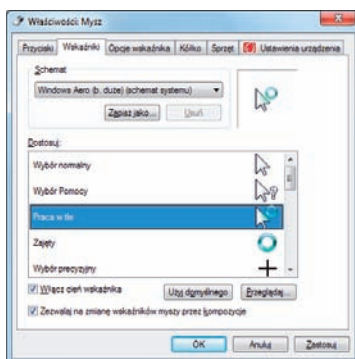 Właściwości: Mysz
Przyciski Wskaźniki Opcje wskaźnika Kółko Sprzęt Ustawienia urządzenia
Schemat
Windows Aero (b. duże) (schemat systemu)
Zapisz jako... Usuń
Dostosuj:
Wybór normalny
Wybór Pomocy
Praca w tle
Zajęty
Wybór precyzyjny
Włącz cień wskaźnika Użyj domyślnego Przeglądaj...
Zezwalaj na zmianę wskaźników myszy przez kompozycje
OK Anuluj Zastosuj